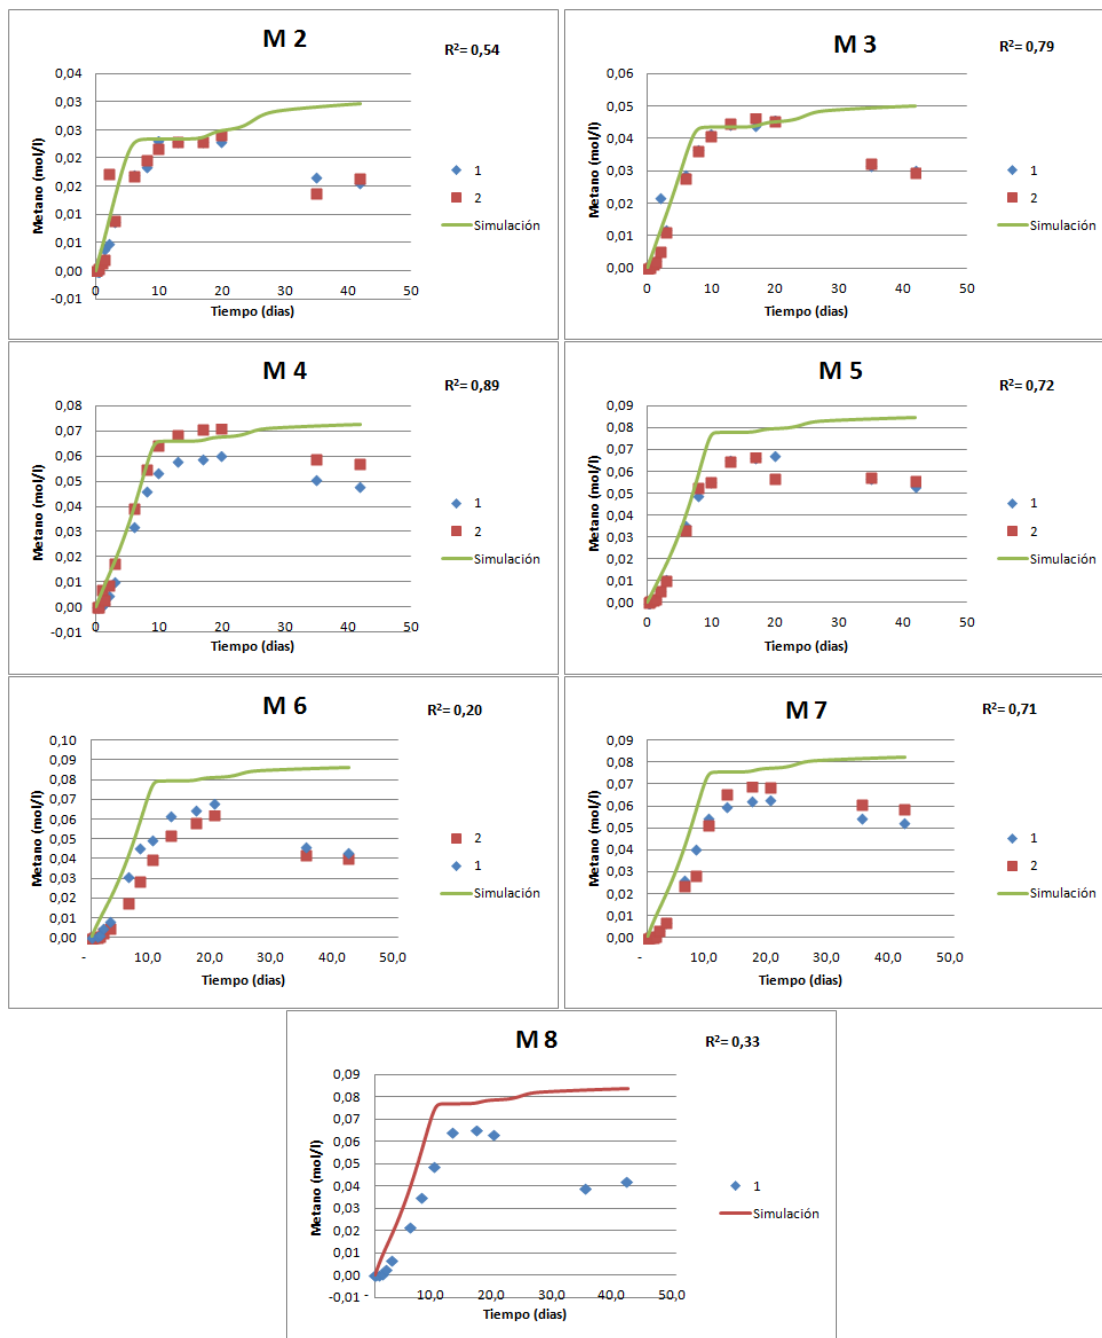 M 2
R²= 0,54
Metano (mol/l)
0,04
0,03
0,03
0,02
0,02
0,01
0,01
0,00
-0,01
0 10 20 30 40 50
Tiempo (dias)
1
2
Simulación
M 3
R²= 0,79
Metano (mol/l)
0,06
0,05
0,04
0,03
0,02
0,01
0,00
0 10 20 30 40 50
Tiempo (dias)
1
2
Simulación
M 4
R²= 0,89
Metano (mol/l)
0,08
0,07
0,06
0,05
0,04
0,03
0,02
0,01
0,00
-0,01
0 10 20 30 40 50
Tiempo (dias)
1
2
Simulación
M 5
R²= 0,72
Metano (mol/l)
0,09
0,08
0,07
0,06
0,05
0,04
0,03
0,02
0,01
0,00
0 10 20 30 40 50
Tiempo (dias)
1
2
Simulación
M 6
R²= 0,20
Metano (mol/l)
0,10
0,09
0,08
0,07
0,06
0,05
0,04
0,03
0,02
0,01
0,00
- 10,0 20,0 30,0 40,0 50,0
Tiempo (dias)
2
1
Simulación
M 7
R²= 0,71
Metano (mol/l)
0,09
0,08
0,07
0,06
0,05
0,04
0,03
0,02
0,01
0,00
- 10,0 20,0 30,0 40,0 50,0
Tiempo (dias)
1
2
Simulación
M 8
R²= 0,33
Metano (mol/l)
0,09
0,08
0,07
0,06
0,05
0,04
0,03
0,02
0,01
0,00
-0,01
- 10,0 20,0 30,0 40,0 50,0
Tiempo (dias)
1
Simulación